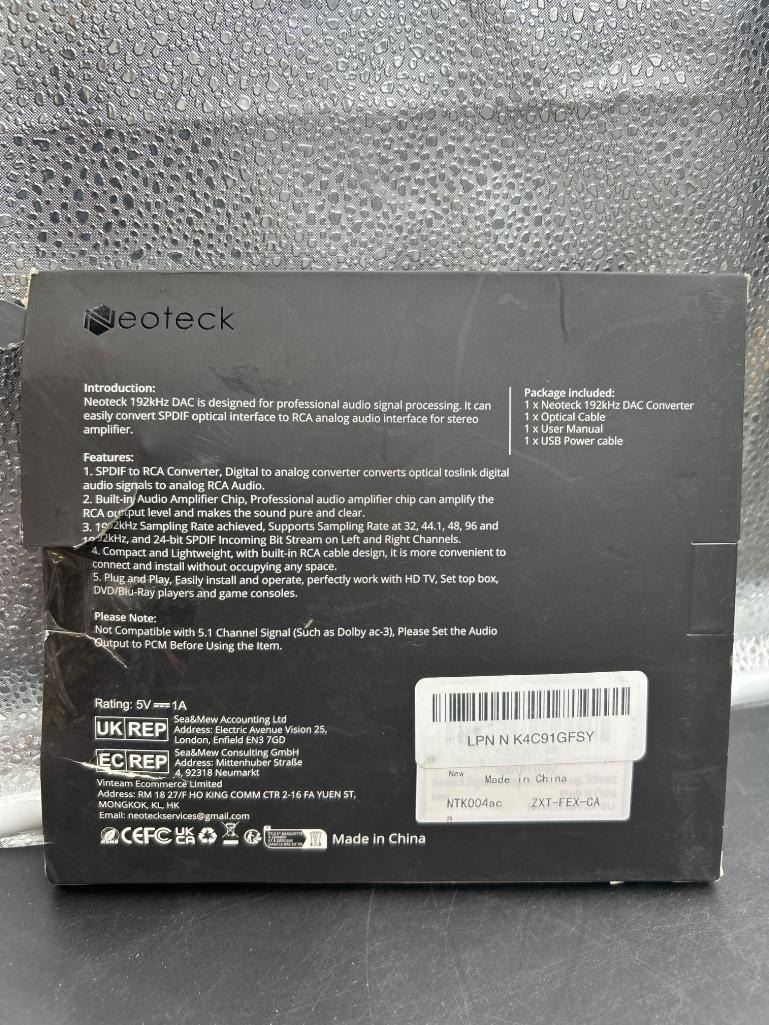 Neoteck
Introduction:
Neoteck 192kHz DAC is designed for professional audio signal processing. It can
easily convert SPDIF optical interface to RCA analog audio interface for stereo
amplifier.
Package included:
1 x Neoteck 192kHz DAC Converter
1 x Optical Cable
1 x User Manual
1 x USB Power cable
Features:
1. SPDIF to RCA Converter, Digital to analog converter converts optical toslink digital
audio signals to analog RCA Audio.
2. Built-in Audio Amplifier Chip, Professional audio amplifier chip can amplify the
RCA output level and makes the sound pure and clear.
3. 192kHz Sampling Rate achieved, Supports Sampling Rate at 32, 44.1, 48, 96 and
192kHz, and 24-bit SPDIF Incoming Bit Stream on Left and Right Channels.
4. Compact and Lightweight, with built-in RCA cable design, it is more convenient to
connect and install without occupying any space.
5. Plug and Play, Easily install and operate, perfectly work with HD TV, Set top box,
DVD/Blu-Ray players and game consoles.
Please Note:
Not Compatible with 5.1 Channel Signal (Such as Dolby ac-3), Please Set the Audio
Output to PCM Before Using the Item.
Rating: 5V⎓1A
UK REP
Sea&Mew Accounting Ltd
Address: Electric Avenue Vision 25,
London, Enfield EN3 7GD
EC REP
Sea&Mew Consulting GmbH
Address: Mittenhuber Straße
4, 92318 Neumarkt
Vinteam Ecommerce Limited
Address: RM 18 27/F HO KING COMM CTR 2-16 FA YUEN ST,
MONGKOK, KL, HK
Email: neoteckservices@gmail.com
CE FC UK CA
Made in China
LPN N K4C91GFSY
New Made in China
NTK004ac ZXT-FEX-CA
a